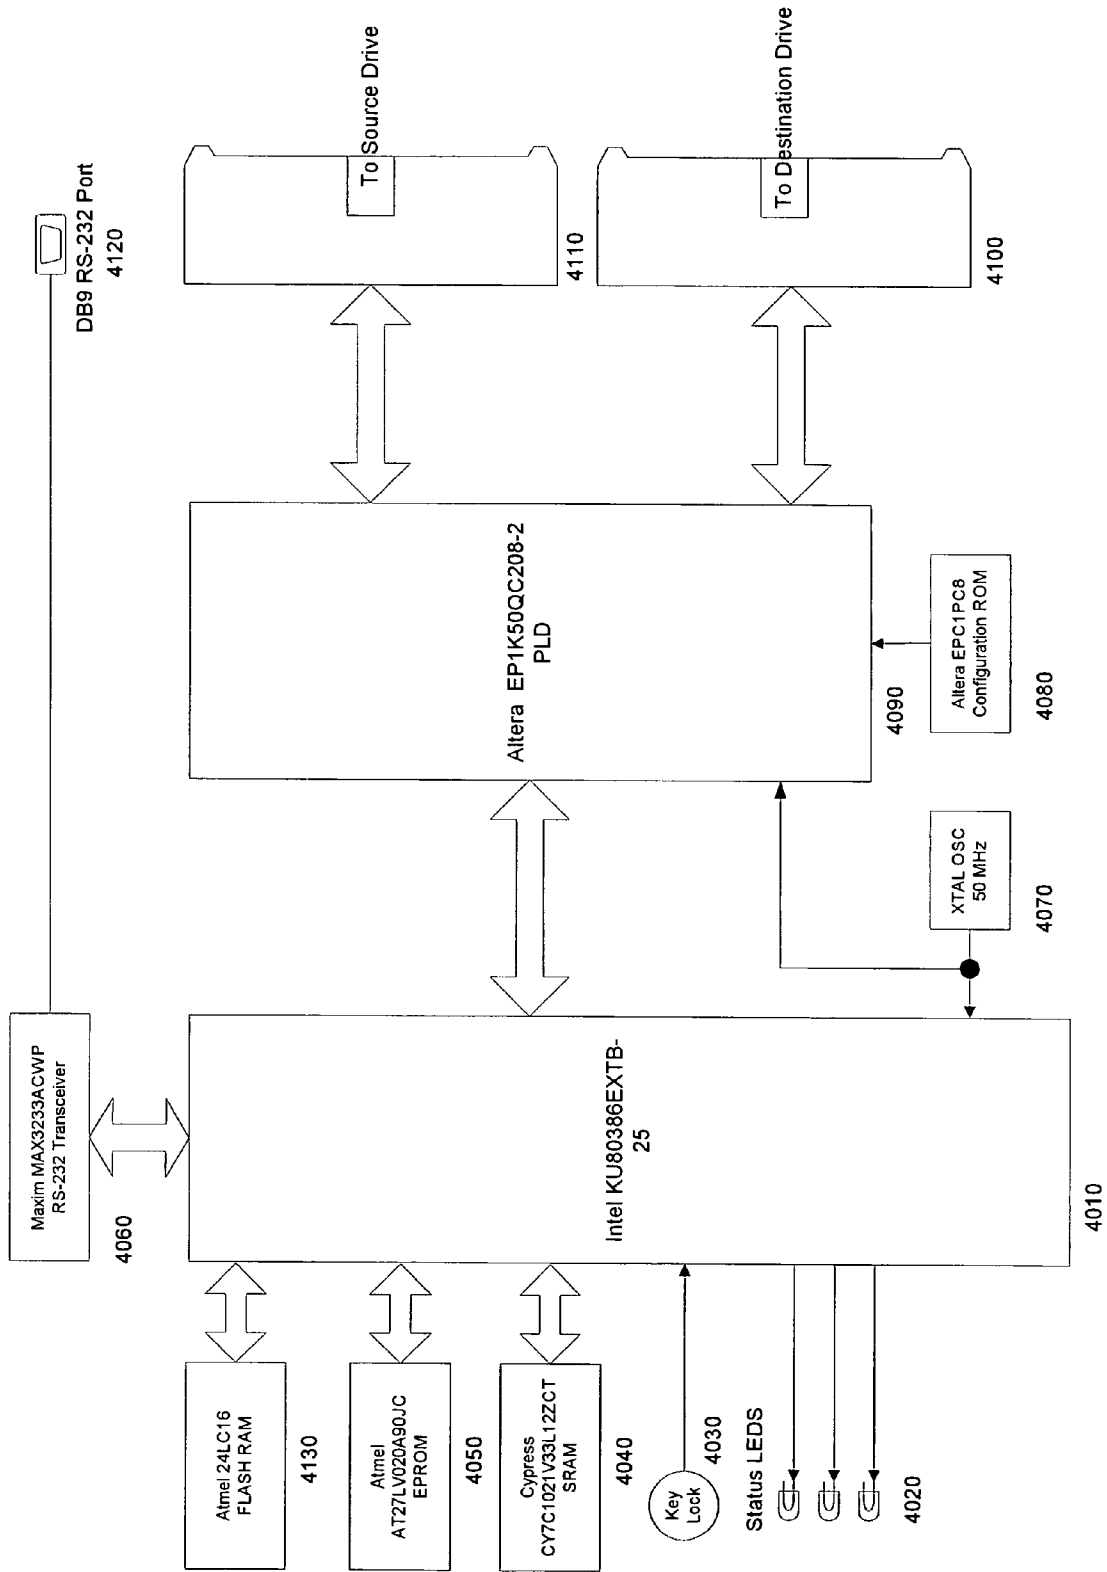 Maxim MAX3233ACWP
RS-232 Transceiver
4060
DB9 RS-232 Port
4120
Atmel 24LC16
FLASH RAM
4130
Atmel
AT27LV020A90JC
EPROM
4050
Cypress
CY7C1021V33L12ZCT
SRAM
4040
Key
Lock
4030
Status LEDS
4020
Intel KU80386EXTB-
25
4010
XTAL OSC
50 MHz
4070
Altera EP1K50QC208-2
PLD
4090
Altera EPC1PC8
Configuration ROM
4080
To Source Drive
4110
To Destination Drive
4100